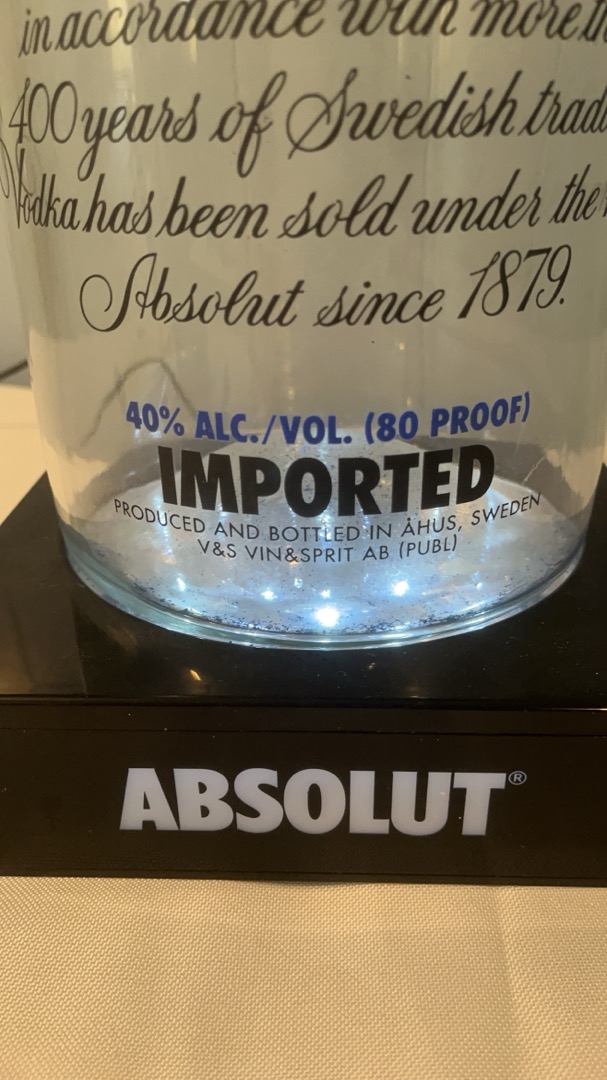 in accordance with more
400 years of Swedish
Vodka has been sold under the
Absolut since 1879.
40% ALC./VOL. (80 PROOF)
IMPORTED
PRODUCED AND BOTTLED IN ÅHUS, SWEDEN
V&S VIN&SPRIT AB (PUBL)
ABSOLUT®